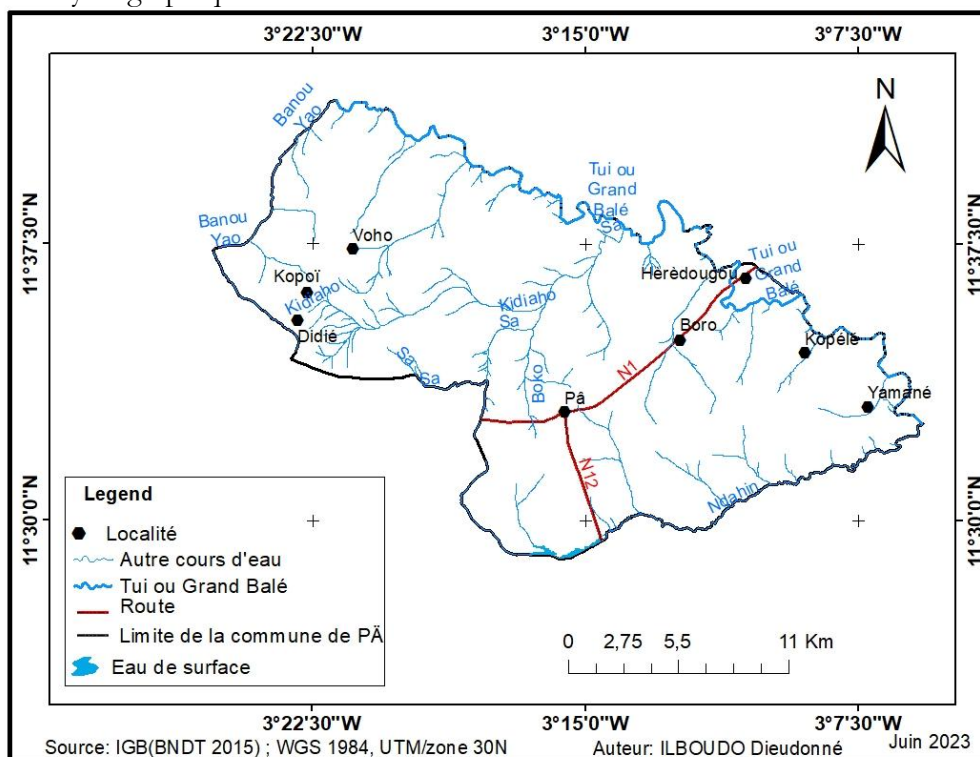 3°22'30"W 3°15'0"W 3°7'30"W
N
Banou
Yao
Tui ou
Grand
Balé
Sa
Banou
Yao
Voho
11°37'30"N
11°37'30"N
Tui ou
Grand
Balé
Hèrèdougou
Kopoï
Kidiaho
Kidiaho
Sa
Didié
Boro
Kopélé
N1
Sa
Sa
Boko
Pâ
Yamané
N12
Ndahin
11°30'0"N
11°30'0"N
Legend
Localité
Autre cours d'eau
Tui ou Grand Balé
Route
Limite de la commune de PÄ
Eau de surface
0 2,75 5,5 11 Km
3°22'30"W 3°15'0"W 3°7'30"W
Source: IGB(BNDT 2015) ; WGS 1984, UTM/zone 30N Auteur: ILBOUDO Dieudonné Juin 2023